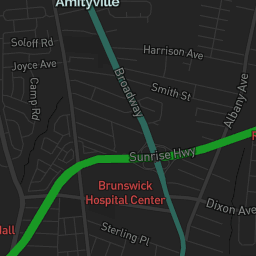 Amityville
Soloff Rd
Harrison Ave
Joyce Ave
Camp Rd
Broadway
Smith St
Albany Ave
Sunrise Hwy
Brunswick
Hospital Center
Dixon Ave
Hall
Sterling Pl